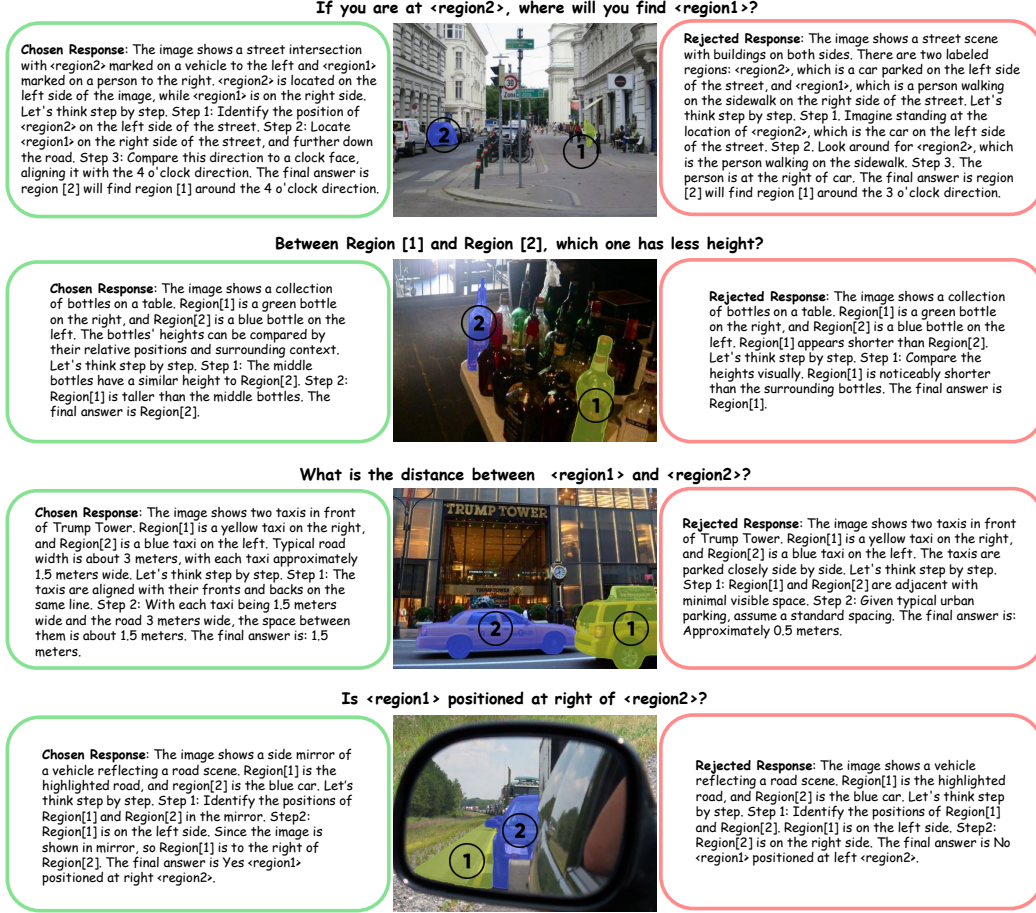 If you are at <region2>, where will you find <region1>?
Chosen Response: The image shows a street intersection
with <region2> marked on a vehicle to the left and <region1>
marked on a person to the right. <region2> is located on the
left side of the image, while <region1> is on the right side.
Let's think step by step. Step 1: Identify the position of
<region2> on the left side of the street. Step 2: Locate
<region1> on the right side of the street, and further down
the road. Step 3: Compare this direction to a clock face,
aligning it with the 4 o'clock direction. The final answer is
region [2] will find region [1] around the 4 o'clock direction.
30
Zone
2
1
Rejected Response: The image shows a street scene
with buildings on both sides. There are two labeled
regions: <region2>, which is a car parked on the left side
of the street, and <region1>, which is a person walking
on the sidewalk on the right side of the street. Let's
think step by step. Step 1. Imagine standing at the
location of <region2>, which is the car on the left side
of the street. Step 2. Look around for <region2>, which
is the person walking on the sidewalk. Step 3. The
person is at the right of car. The final answer is region
[2] will find region [1] around the 3 o'clock direction.
Between Region [1] and Region [2], which one has less height?
Chosen Response: The image shows a collection
of bottles on a table. Region[1] is a green bottle
on the right, and Region[2] is a blue bottle on the
left. The bottles' heights can be compared by
their relative positions and surrounding context.
Let's think step by step. Step 1: The middle
bottles have a similar height to Region[2]. Step 2:
Region[1] is taller than the middle bottles. The
final answer is Region[2].
2
1
Rejected Response: The image shows a collection
of bottles on a table. Region[1] is a green bottle
on the right, and Region[2] is a blue bottle on the
left. Region[1] appears shorter than Region[2].
Let's think step by step. Step 1: Compare the
heights visually. Region[1] is noticeably shorter
than the surrounding bottles. The final answer is
Region[1].
What is the distance between <region1> and <region2>?
Chosen Response: The image shows two taxis in front
of Trump Tower. Region[1] is a yellow taxi on the right,
and Region[2] is a blue taxi on the left. Typical road
width is about 3 meters, with each taxi approximately
1.5 meters wide. Let's think step by step. Step 1: The
taxis are aligned with their fronts and backs on the
same line. Step 2: With each taxi being 1.5 meters
wide and the road 3 meters wide, the space between
them is about 1.5 meters. The final answer is: 1.5
meters.
TRUMP TOWER
TRUMP TOWER
2
1
Rejected Response: The image shows two taxis in front
of Trump Tower. Region[1] is a yellow taxi on the right,
and Region[2] is a blue taxi on the left. The taxis are
parked closely side by side. Let's think step by step.
Step 1: Region[1] and Region[2] are adjacent with
minimal visible space. Step 2: Given typical urban
parking, assume a standard spacing. The final answer is:
Approximately 0.5 meters.
Is <region1> positioned at right of <region2>?
Chosen Response: The image shows a side mirror of
a vehicle reflecting a road scene. Region[1] is the
highlighted road, and region[2] is the blue car. Let's
think step by step. Step 1: Identify the positions of
Region[1] and Region[2] in the mirror. Step2:
Region[1] is on the left side. Since the image is
shown in mirror, so Region[1] is to the right of
Region[2]. The final answer is Yes <region1>
positioned at right <region2>.
2
1
Rejected Response: The image shows a vehicle
reflecting a road scene. Region[1] is the highlighted
road, and Region[2] is the blue car. Let's think step
by step. Step 1: Identify the positions of Region[1]
and Region[2]. Region[1] is on the left side. Step2:
Region[2] is on the right side. The final answer is No
<region1> positioned at left <region2>.